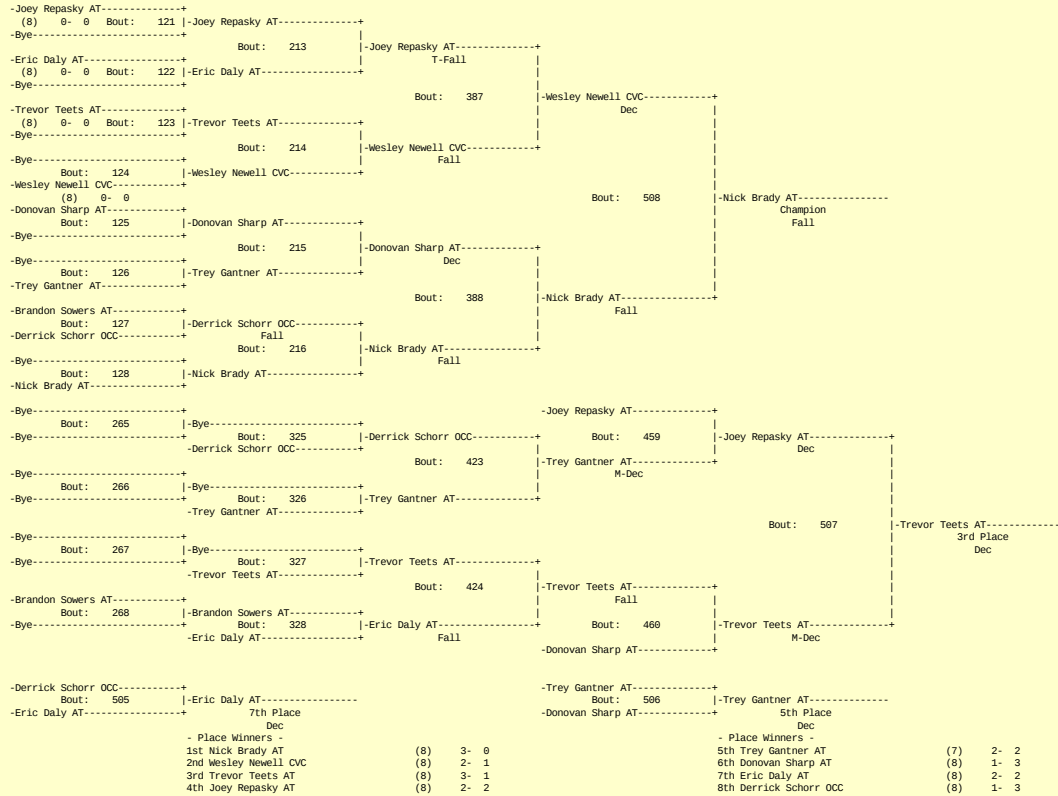 -Joey Repasky AT---------------+
(8) 0- 0 Bout: 121 |-Joey Repasky AT--------------+
-Bye--------------------------+ |
Bout: 213 |-Joey Repasky AT--------------+
-Eric Daly AT-----------------+ | T-Fall |
(8) 0- 0 Bout: 122 |-Eric Daly AT-----------------+ |
-Bye--------------------------+ |
Bout: 387 |-Wesley Newell CVC------------+
-Trevor Teets AT--------------+ | Dec |
(8) 0- 0 Bout: 123 |-Trevor Teets AT--------------+ | |
-Bye--------------------------+ | | |
Bout: 214 |-Wesley Newell CVC------------+ |
-Bye--------------------------+ | Fall |
Bout: 124 |-Wesley Newell CVC------------+ |
-Wesley Newell CVC------------+ |
(8) 0- 0 Bout: 508 |-Nick Brady AT----------------
-Donovan Sharp AT-------------+ | Champion
Bout: 125 |-Donovan Sharp AT-------------+ | Fall
-Bye--------------------------+ | |
Bout: 215 |-Donovan Sharp AT-------------+ |
-Bye--------------------------+ | Dec | |
Bout: 126 |-Trey Gantner AT--------------+ | |
-Trey Gantner AT--------------+ | |
Bout: 388 |-Nick Brady AT----------------+
-Brandon Sowers AT------------+ | Fall
Bout: 127 |-Derrick Schorr OCC-----------+ |
-Derrick Schorr OCC-----------+ Fall | |
Bout: 216 |-Nick Brady AT----------------+
-Bye--------------------------+ | Fall
Bout: 128 |-Nick Brady AT----------------+
-Nick Brady AT----------------+
-Bye--------------------------+ -Joey Repasky AT--------------+
Bout: 265 |-Bye--------------------------+ |
-Bye--------------------------+ Bout: 325 |-Derrick Schorr OCC-----------+ Bout: 459 |-Joey Repasky AT--------------+
-Derrick Schorr OCC-----------+ | | Dec |
Bout: 423 |-Trey Gantner AT--------------+ |
-Bye--------------------------+ | M-Dec |
Bout: 266 |-Bye--------------------------+ | |
-Bye--------------------------+ Bout: 326 |-Trey Gantner AT--------------+ |
-Trey Gantner AT--------------+ |
Bout: 507 |-Trevor Teets AT-------------
-Bye--------------------------+ | 3rd Place
Bout: 267 |-Bye--------------------------+ | Dec
-Bye--------------------------+ Bout: 327 |-Trevor Teets AT--------------+ |
-Trevor Teets AT--------------+ | |
Bout: 424 |-Trevor Teets AT--------------+ |
-Brandon Sowers AT------------+ | Fall | |
Bout: 268 |-Brandon Sowers AT------------+ | | |
-Bye--------------------------+ Bout: 328 |-Eric Daly AT-----------------+ Bout: 460 |-Trevor Teets AT--------------+
-Eric Daly AT-----------------+ Fall | M-Dec
-Donovan Sharp AT-------------+
-Derrick Schorr OCC-----------+ -Trey Gantner AT--------------+
Bout: 505 |-Eric Daly AT----------------- Bout: 506 |-Trey Gantner AT--------------
-Eric Daly AT-----------------+ 7th Place -Donovan Sharp AT-------------+ 5th Place
Dec Dec
- Place Winners - - Place Winners -
1st Nick Brady AT (8) 3- 0 5th Trey Gantner AT (7) 2- 2
2nd Wesley Newell CVC (8) 2- 1 6th Donovan Sharp AT (8) 1- 3
3rd Trevor Teets AT (8) 3- 1 7th Eric Daly AT (8) 2- 2
4th Joey Repasky AT (8) 2- 2 8th Derrick Schorr OCC (8) 1- 3